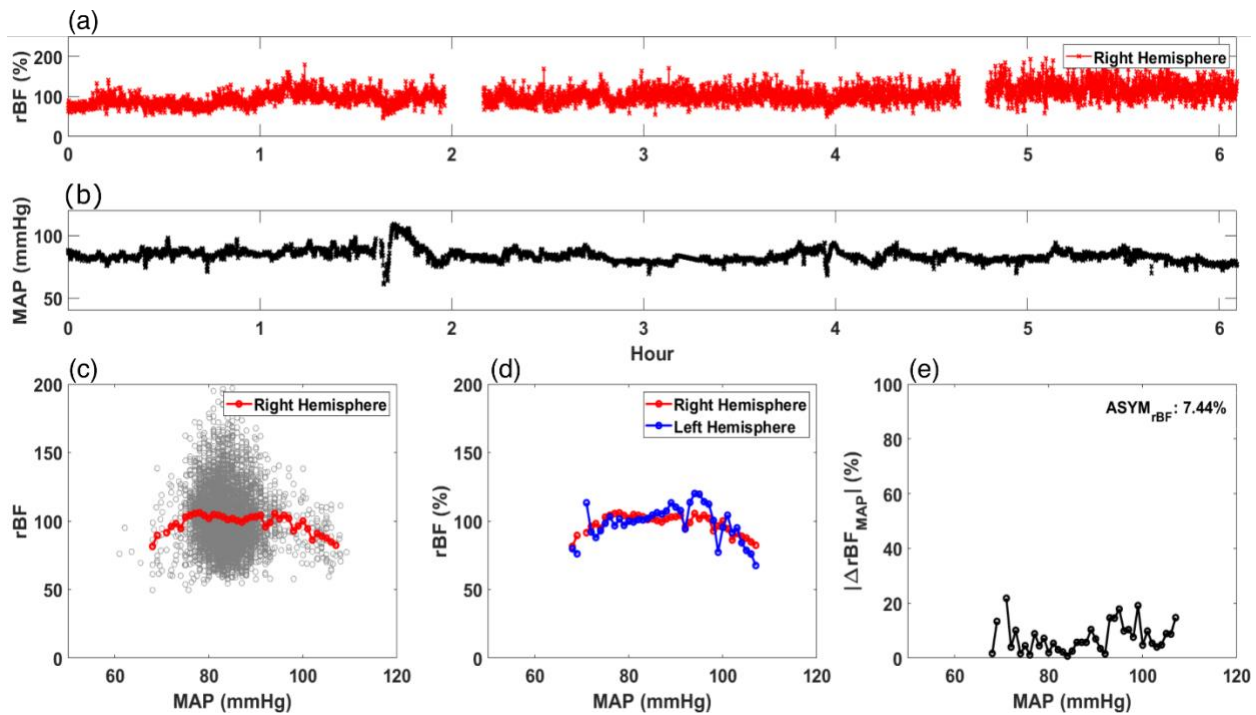 (a)
rBF (%)
200
100
0
Right Hemisphere
0 1 2 3 4 5 6
(b)
MAP (mmHg)
100
50
0 1 2 3 4 5 6
Hour
(c)
rBF
200
150
100
50
0
Right Hemisphere
60 80 100 120
MAP (mmHg)
(d)
rBF (%)
200
150
100
50
0
Right Hemisphere
Left Hemisphere
60 80 100 120
MAP (mmHg)
(e)
|ΔrBF_MAP| (%)
100
80
60
40
20
0
ASYM_rBF: 7.44%
60 80 100 120
MAP (mmHg)